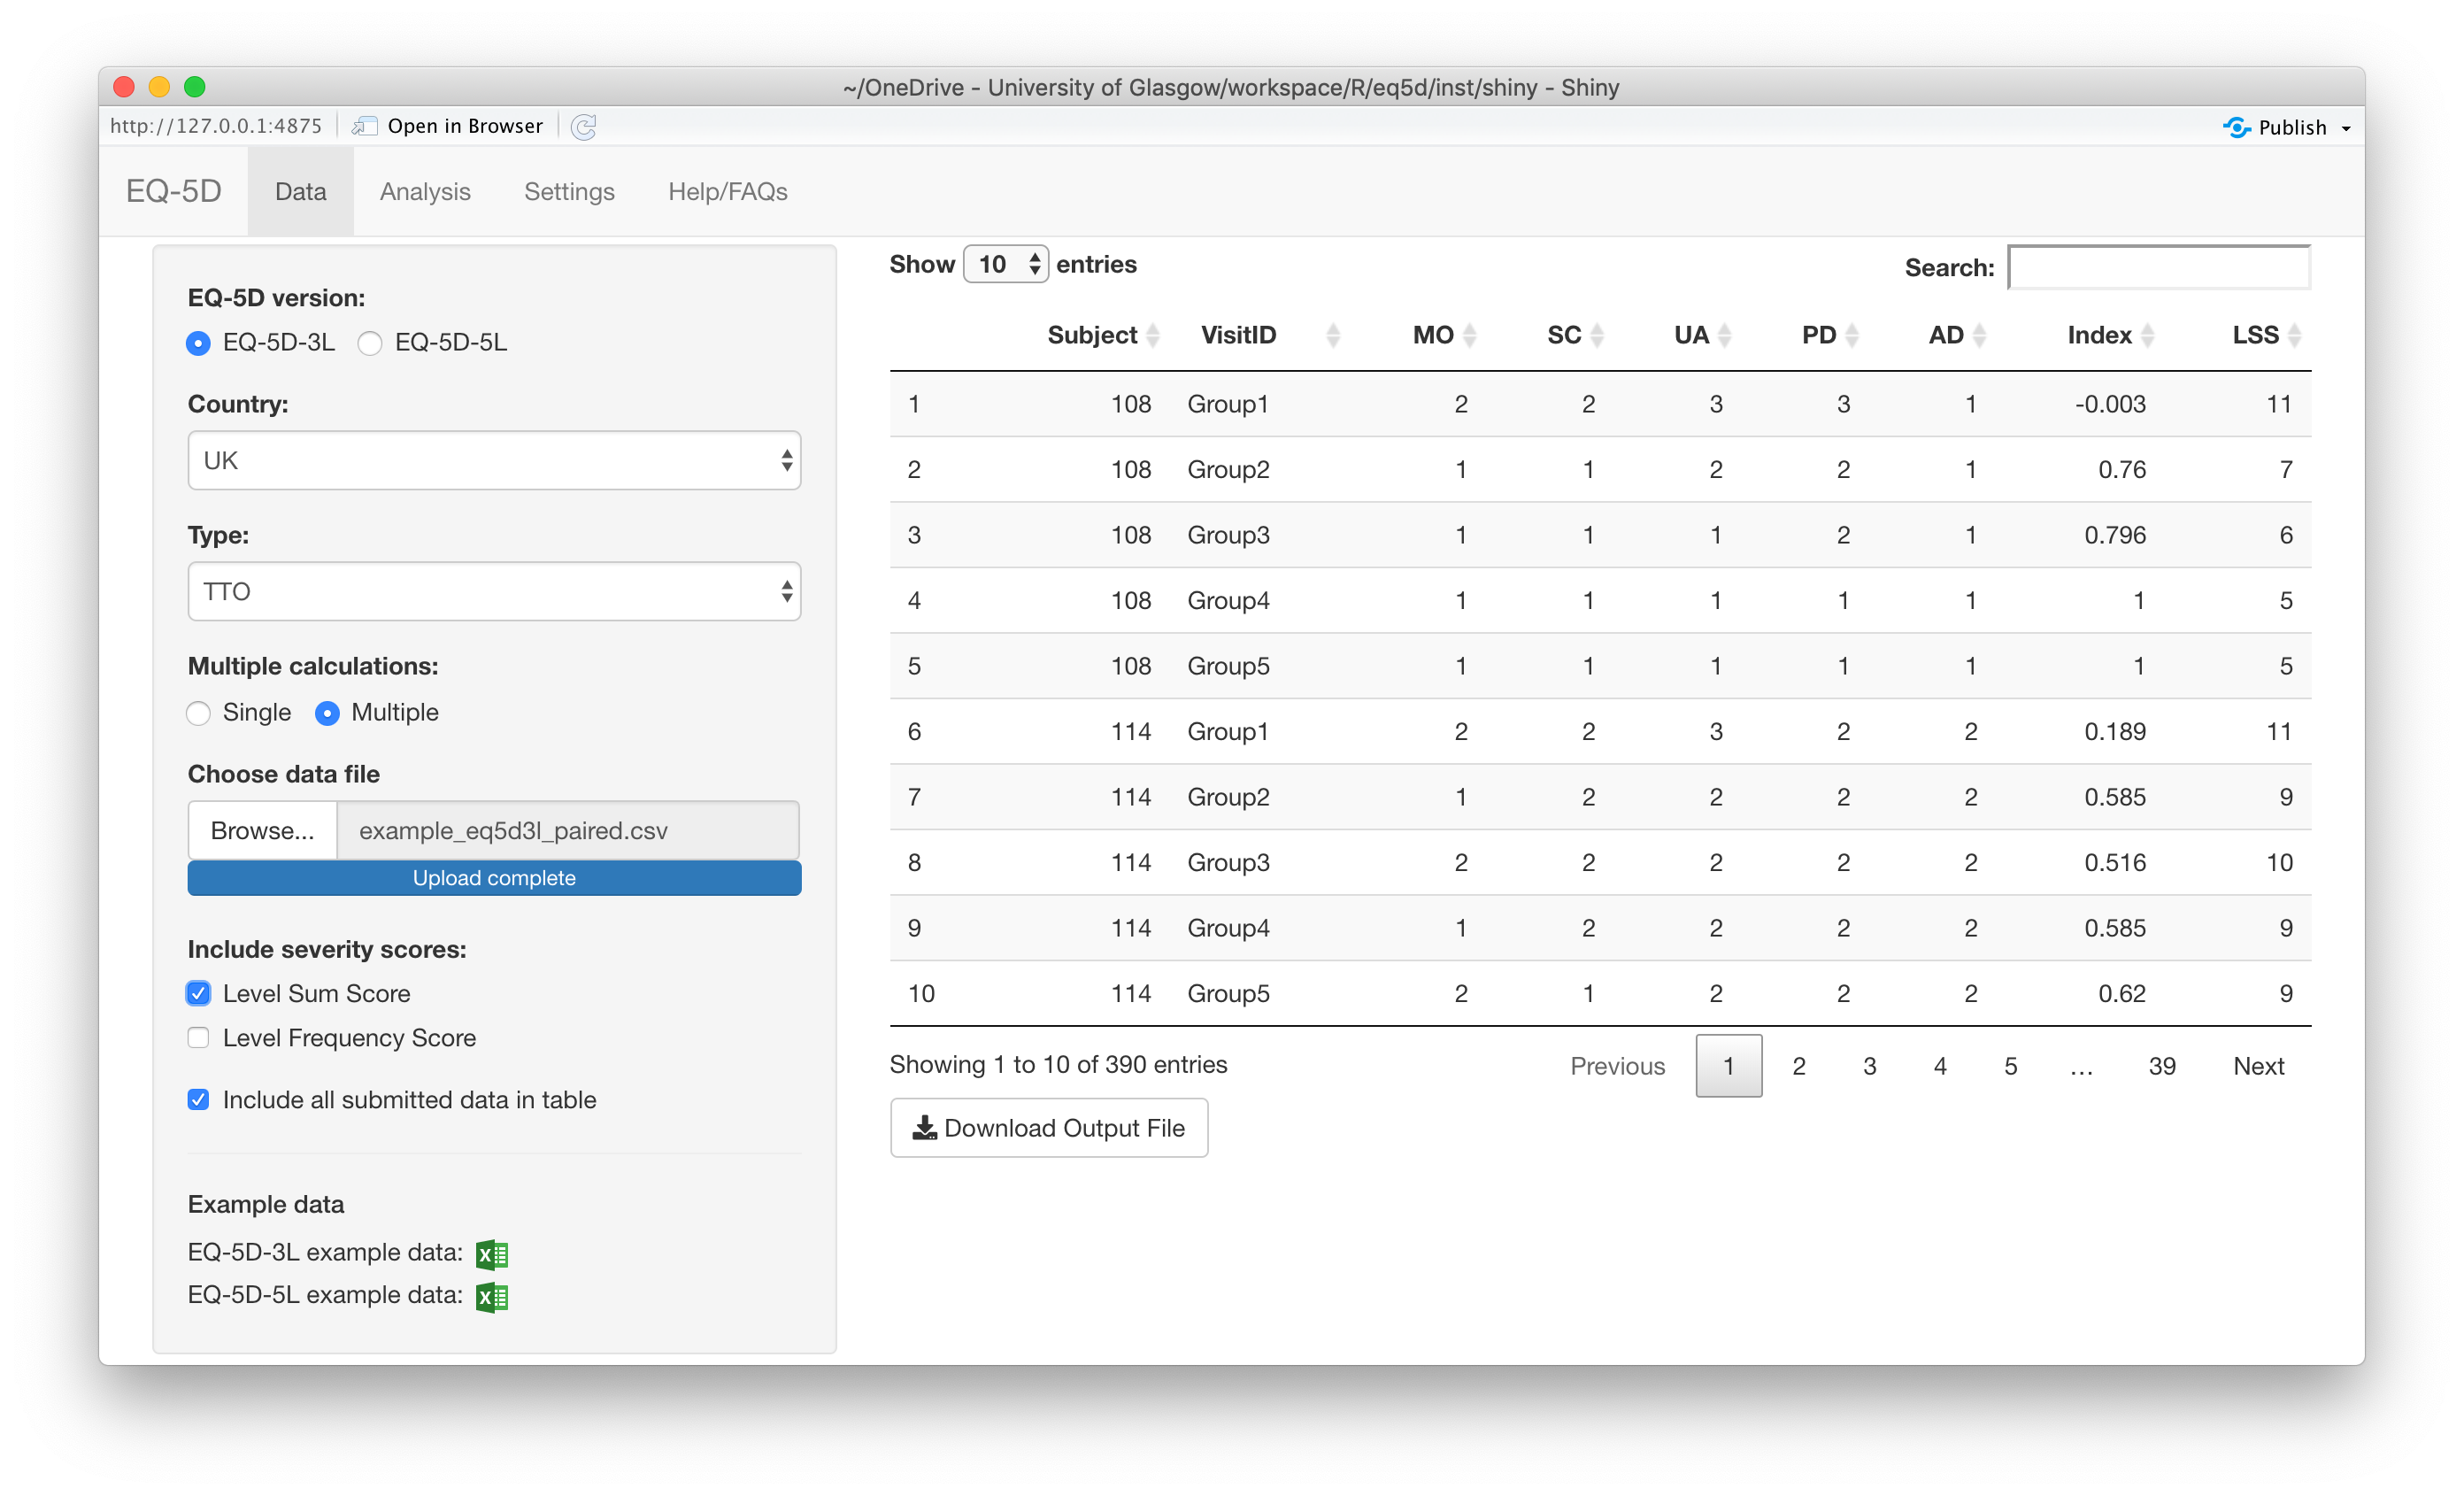 ~/OneDrive - University of Glasgow/workspace/R/eq5d/inst/shiny - Shiny
http://127.0.0.1:4875 Open in Browser Publish
EQ-5D Data Analysis Settings Help/FAQs
EQ-5D version:
EQ-5D-3L EQ-5D-5L
Country:
UK
Type:
TTO
Multiple calculations:
Single Multiple
Choose data file
Browse... example_eq5d3l_paired.csv
Upload complete
Include severity scores:
Level Sum Score
Level Frequency Score
Include all submitted data in table
Example data
EQ-5D-3L example data:
EQ-5D-5L example data:
Show 10 entries Search:
Subject VisitID MO SC UA PD AD Index LSS
1 108 Group1 2 2 3 3 1 -0.003 11
2 108 Group2 1 1 2 2 1 0.76 7
3 108 Group3 1 1 1 2 1 0.796 6
4 108 Group4 1 1 1 1 1 1 5
5 108 Group5 1 1 1 1 1 1 5
6 114 Group1 2 2 3 2 2 0.189 11
7 114 Group2 1 2 2 2 2 0.585 9
8 114 Group3 2 2 2 2 2 0.516 10
9 114 Group4 1 2 2 2 2 0.585 9
10 114 Group5 2 1 2 2 2 0.62 9
Showing 1 to 10 of 390 entries Previous 1 2 3 4 5 … 39 Next
Download Output File